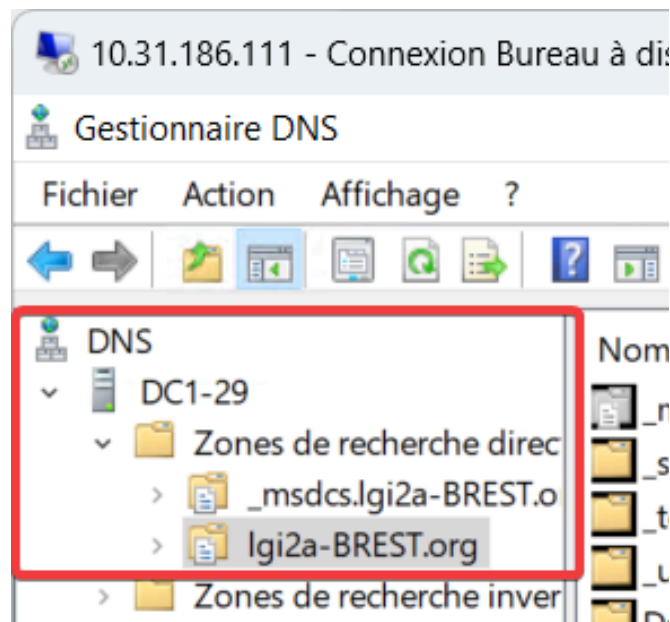 10.31.186.111 - Connexion Bureau à dis
Gestionnaire DNS
Fichier Action Affichage ?
DNS
Nom
DC1-29
Zones de recherche direc
_msdcs.lgi2a-BREST.o
lgi2a-BREST.org
Zones de recherche inver